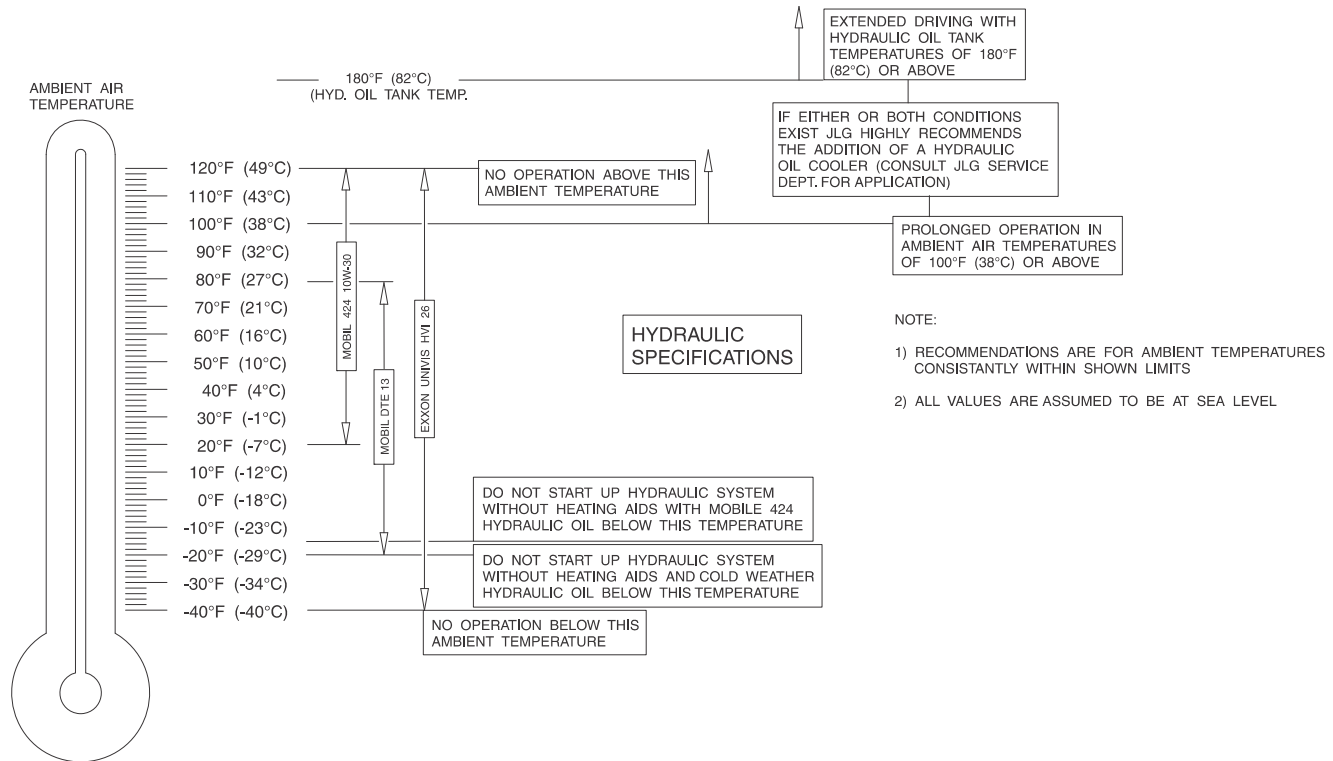 EXTENDED DRIVING WITH
HYDRAULIC OIL TANK
TEMPERATURES OF 180°F
(82°C) OR ABOVE
180°F (82°C)
(HYD. OIL TANK TEMP.
AMBIENT AIR
TEMPERATURE
IF EITHER OR BOTH CONDITIONS
EXIST JLG HIGHLY RECOMMENDS
THE ADDITION OF A HYDRAULIC
OIL COOLER (CONSULT JLG SERVICE
DEPT. FOR APPLICATION)
120°F (49°C)
110°F (43°C)
100°F (38°C)
90°F (32°C)
80°F (27°C)
70°F (21°C)
60°F (16°C)
50°F (10°C)
40°F (4°C)
30°F (-1°C)
20°F (-7°C)
10°F (-12°C)
0°F (-18°C)
-10°F (-23°C)
-20°F (-29°C)
-30°F (-34°C)
-40°F (-40°C)
NO OPERATION ABOVE THIS
AMBIENT TEMPERATURE
PROLONGED OPERATION IN
AMBIENT AIR TEMPERATURES
OF 100°F (38°C) OR ABOVE
MOBIL 424 10W-30
MOBIL DTE 13
EXXON UNIVIS HVI 26
HYDRAULIC
SPECIFICATIONS
NOTE:
1) RECOMMENDATIONS ARE FOR AMBIENT TEMPERATURES
CONSISTANTLY WITHIN SHOWN LIMITS
2) ALL VALUES ARE ASSUMED TO BE AT SEA LEVEL
DO NOT START UP HYDRAULIC SYSTEM
WITHOUT HEATING AIDS WITH MOBILE 424
HYDRAULIC OIL BELOW THIS TEMPERATURE
DO NOT START UP HYDRAULIC SYSTEM
WITHOUT HEATING AIDS AND COLD WEATHER
HYDRAULIC OIL BELOW THIS TEMPERATURE
NO OPERATION BELOW THIS
AMBIENT TEMPERATURE